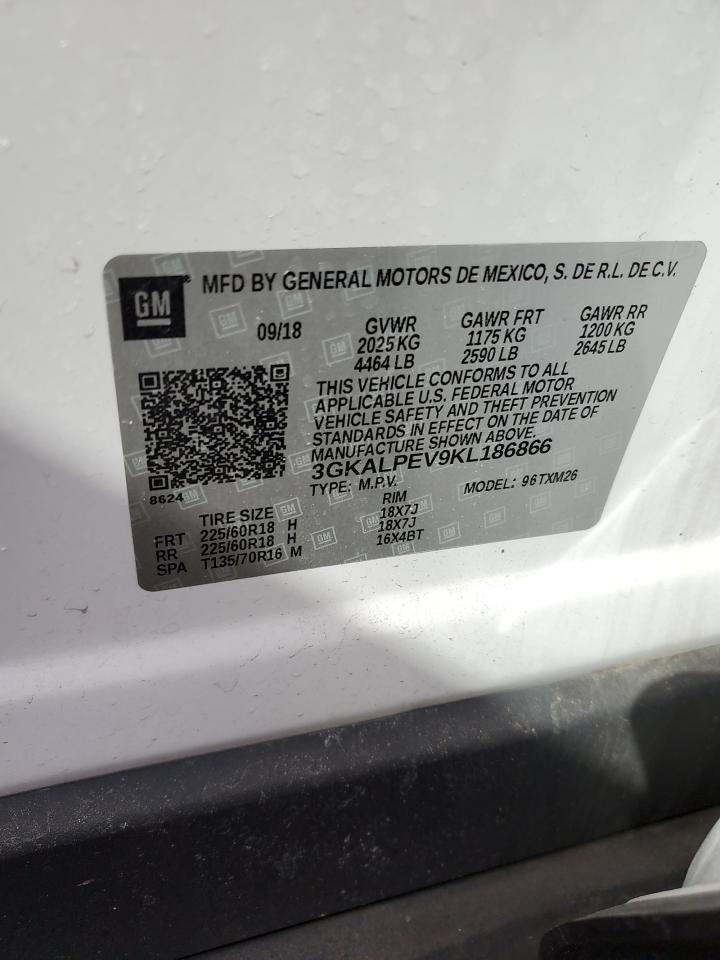 GM
MFD BY GENERAL MOTORS DE MEXICO, S. DE R.L. DE C.V.
09/18 GVWR GAWR FRT GAWR RR
2025 KG 1175 KG 1200 KG
4464 LB 2590 LB 2645 LB
THIS VEHICLE CONFORMS TO ALL
APPLICABLE U.S. FEDERAL MOTOR
VEHICLE SAFETY AND THEFT PREVENTION
STANDARDS IN EFFECT ON THE DATE OF
MANUFACTURE SHOWN ABOVE.
3GKALPEV9KL186866
8624 TYPE: M.P.V. MODEL: 96TXM26
TIRE SIZE RIM
FRT 225/60R18 H 18X7J
RR 225/60R18 H 18X7J
SPA T135/70R16 M 16X4BT